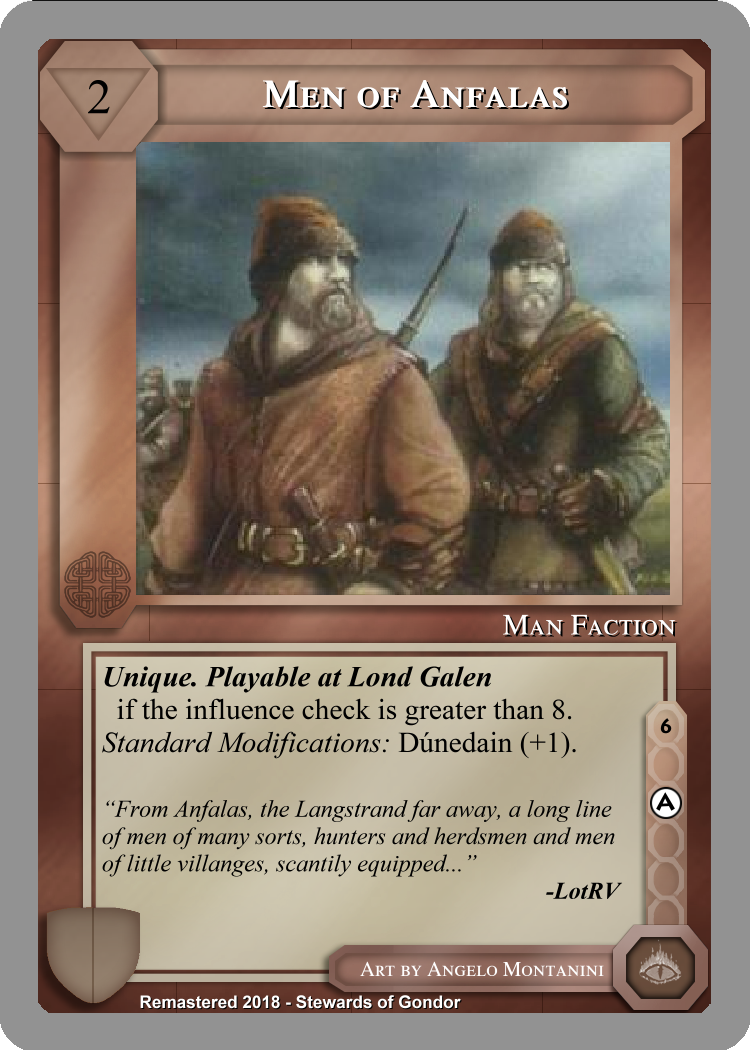 2
Men of Anfalas
Man Faction
Unique. Playable at Lond Galen
if the influence check is greater than 8.
Standard Modifications: Dúnedain (+1).
6
A
“From Anfalas, the Langstrand far away, a long line
of men of many sorts, hunters and herdsmen and men
of little villanges, scantily equipped...”
-LotRV
Art by Angelo Montanini
Remastered 2018 - Stewards of Gondor